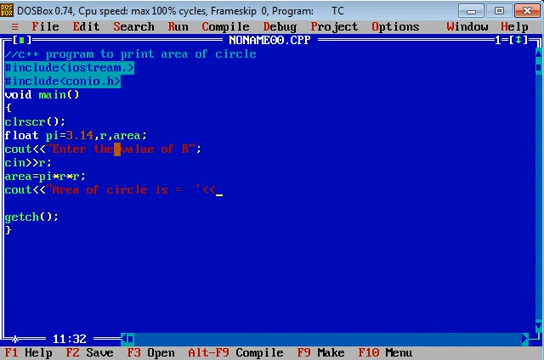 DOS BOX DOSBox 0.74, Cpu speed: max 100% cycles, Frameskip 0, Program: TC
≡ File Edit Search Run Compile Debug Project Options Window Help
[■] NONAME00.CPP 1=[↕]
//c++ program to print area of circle
#include<iostream.>
#include<conio.h>
void main()
{
clrscr();
float pi=3.14,r,area;
cout<<"Enter the value of R";
cin>>r;
area=pi*r*r;
cout<<"Area of circle is =  '<<_
getch();
}
11:32
F1 Help F2 Save F3 Open Alt-F9 Compile F9 Make F10 Menu